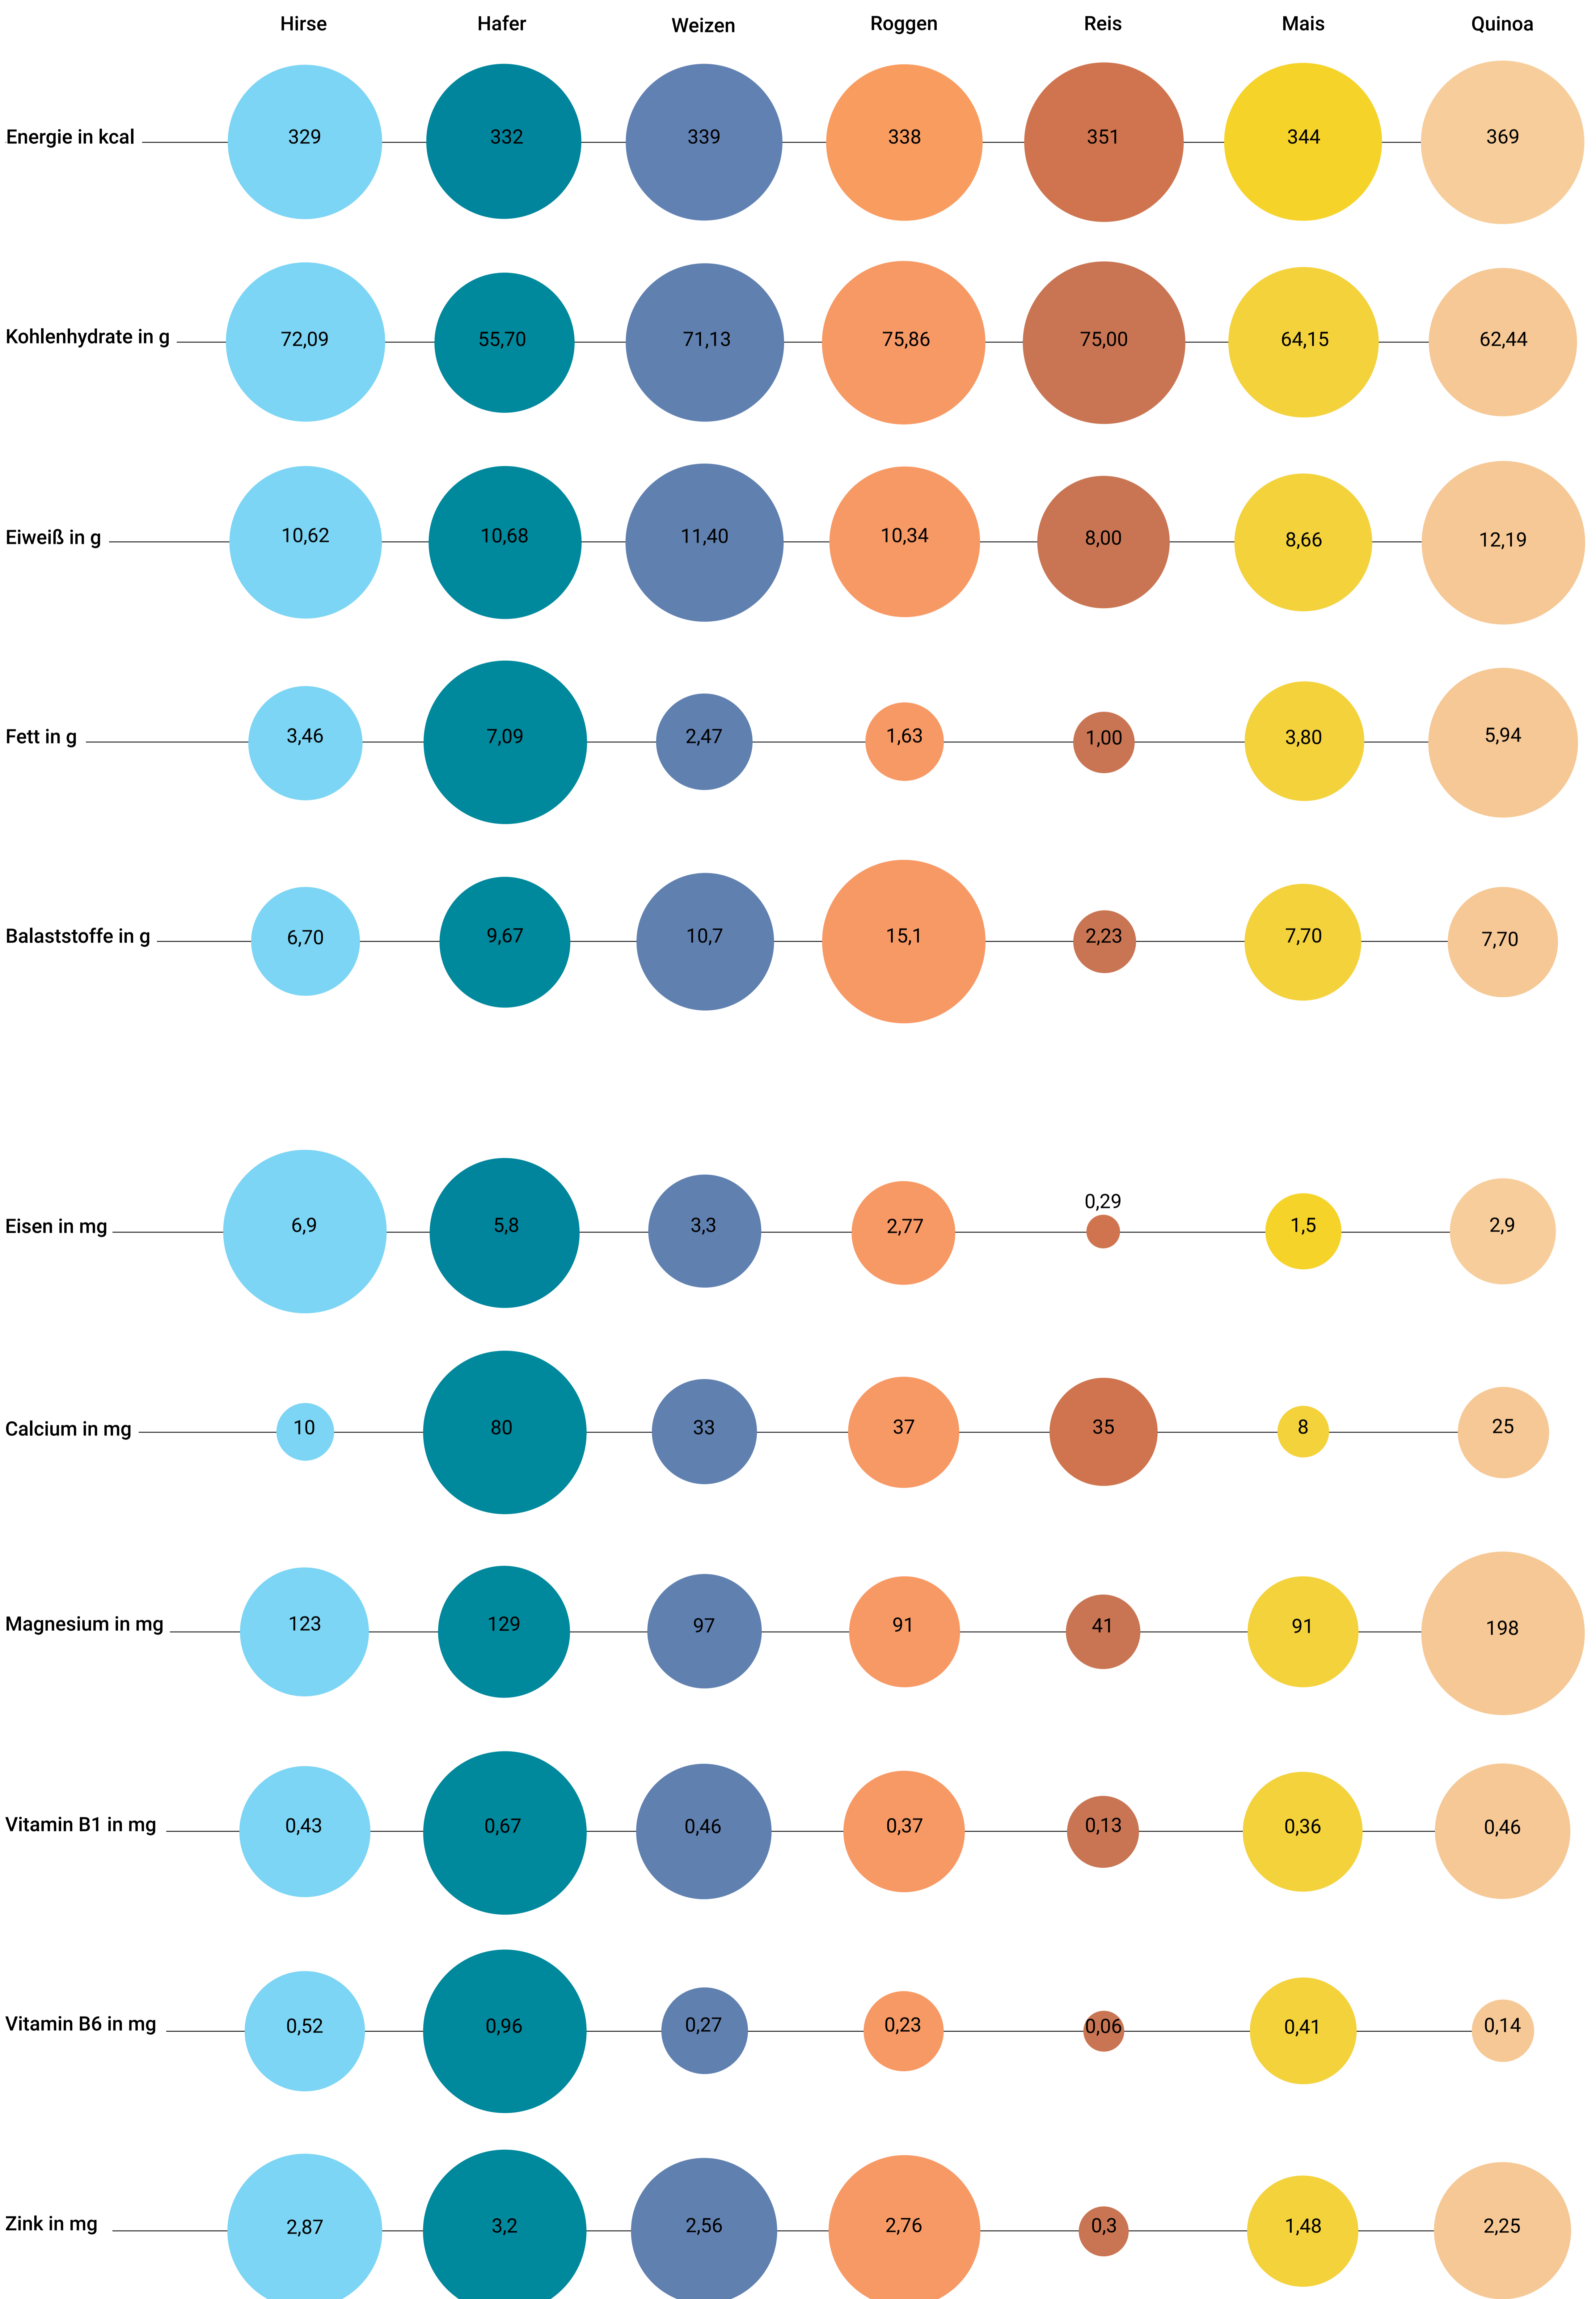 Hirse Hafer Weizen Roggen Reis Mais Quinoa
Energie in kcal 329 332 339 338 351 344 369
Kohlenhydrate in g 72,09 55,70 71,13 75,86 75,00 64,15 62,44
Eiweiß in g 10,62 10,68 11,40 10,34 8,00 8,66 12,19
Fett in g 3,46 7,09 2,47 1,63 1,00 3,80 5,94
Balaststoffe in g 6,70 9,67 10,7 15,1 2,23 7,70 7,70
Eisen in mg 6,9 5,8 3,3 2,77 0,29 1,5 2,9
Calcium in mg 10 80 33 37 35 8 25
Magnesium in mg 123 129 97 91 41 91 198
Vitamin B1 in mg 0,43 0,67 0,46 0,37 0,13 0,36 0,46
Vitamin B6 in mg 0,52 0,96 0,27 0,23 0,06 0,41 0,14
Zink in mg 2,87 3,2 2,56 2,76 0,3 1,48 2,25